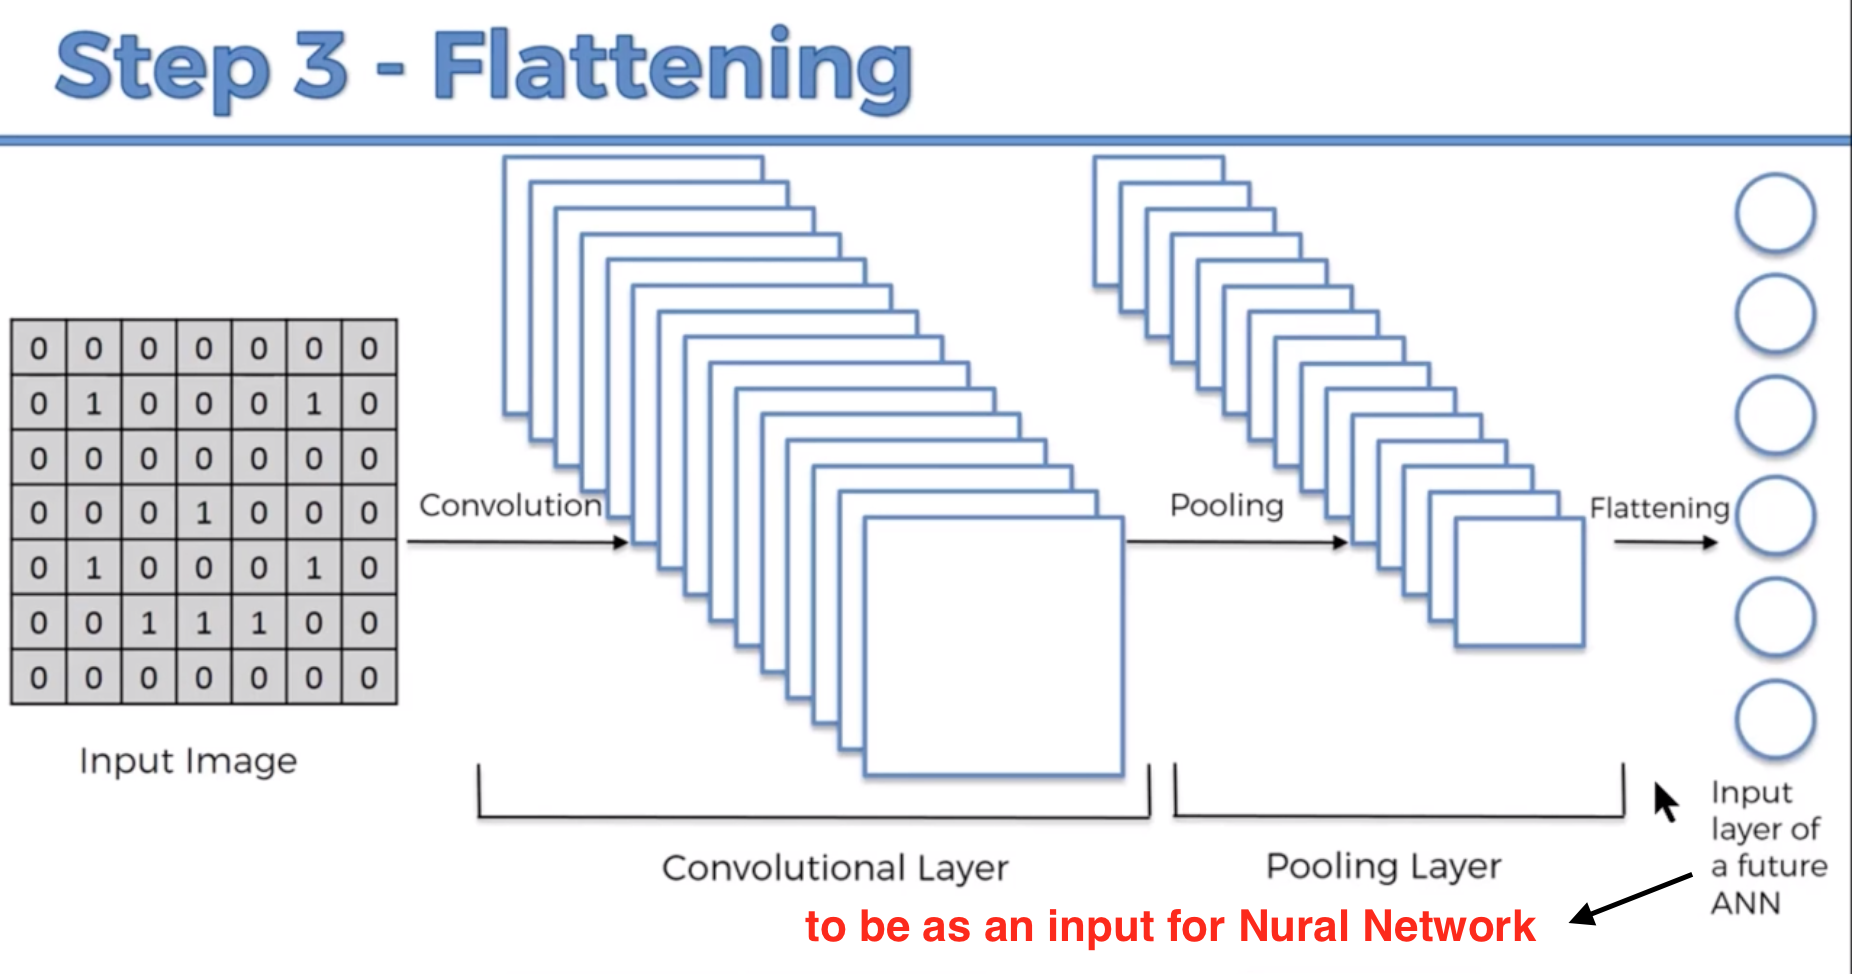 Step 3 - Flattening
0 0 0 0 0 0 0
0 1 0 0 0 1 0
0 0 0 0 0 0 0
0 0 0 1 0 0 0
0 1 0 0 0 1 0
0 0 1 1 1 0 0
0 0 0 0 0 0 0
Input Image
Convolution
Convolutional Layer
Pooling
Pooling Layer
Flattening
Input
layer of
a future
ANN
to be as an input for Nural Network